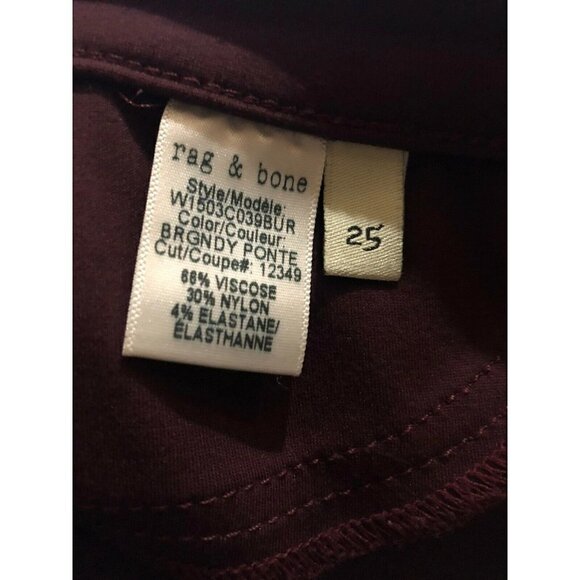 rag & bone
Style/Modèle:
W1503C039BUR
Color/Couleur:
BRGNDY PONTE
Cut/Coupe#: 12349
66% VISCOSE
30% NYLON
4% ELASTANE/
ÉLASTHANNE
25